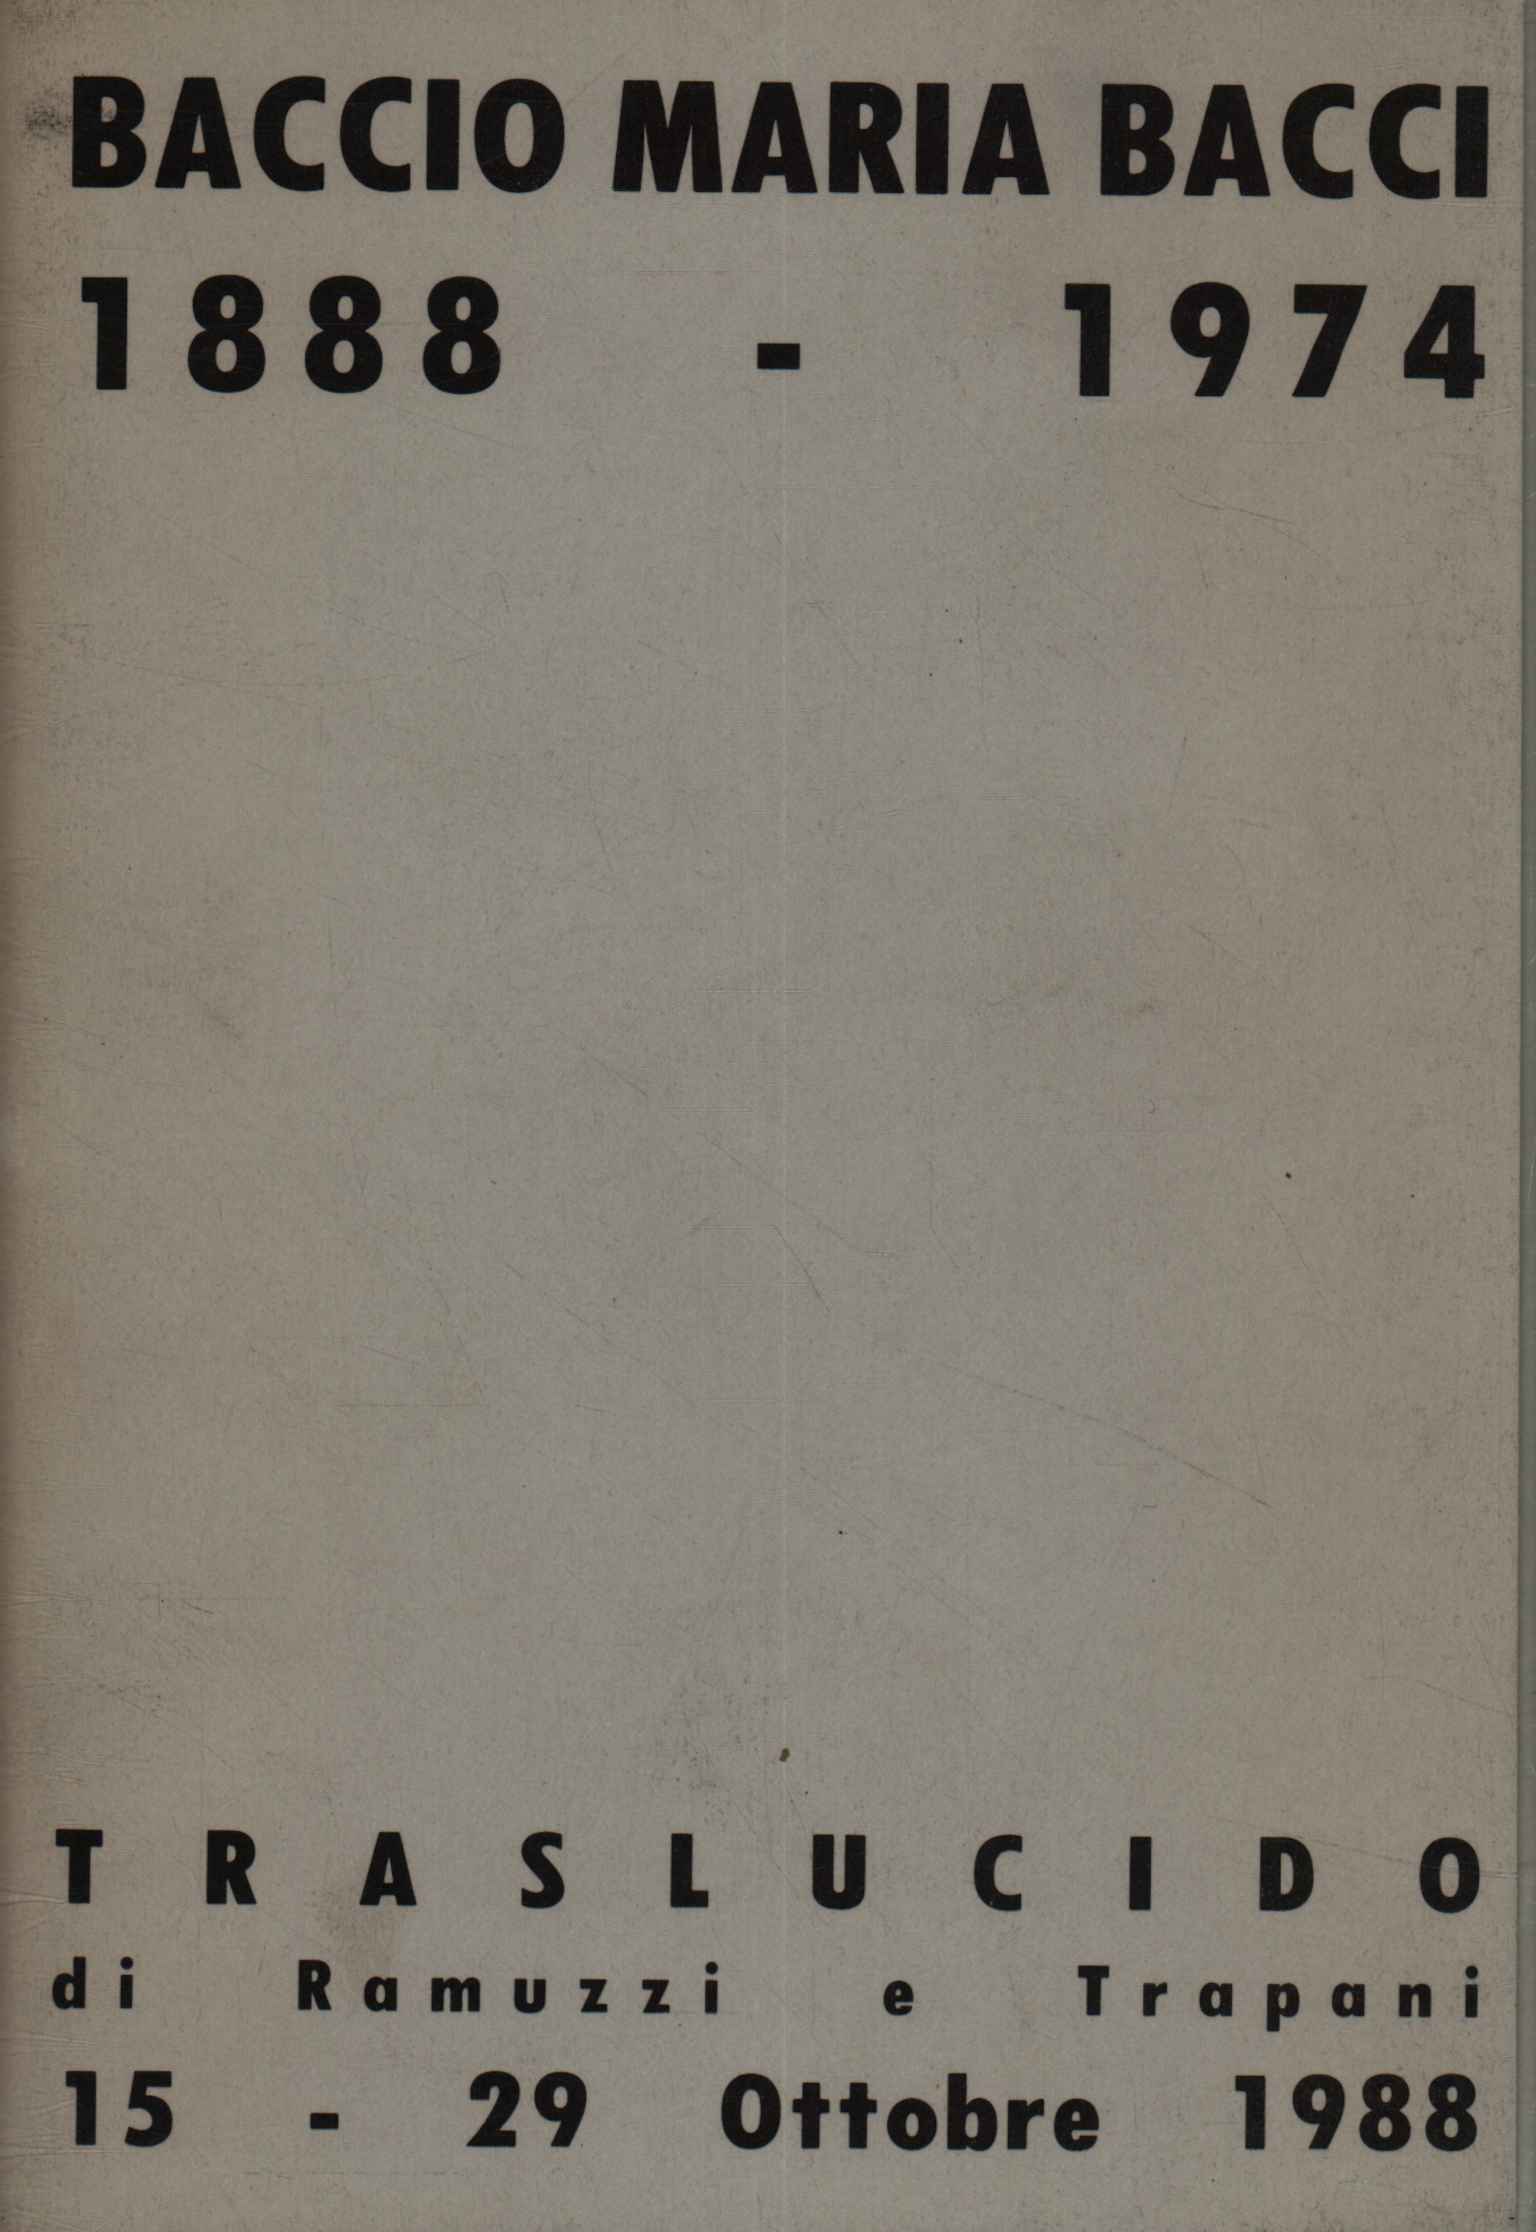 BACCIO MARIA BACCI
1888 - 1974
TRASLUCIDO
di Ramuzzi e Trapani
15 - 29 Ottobre 1988